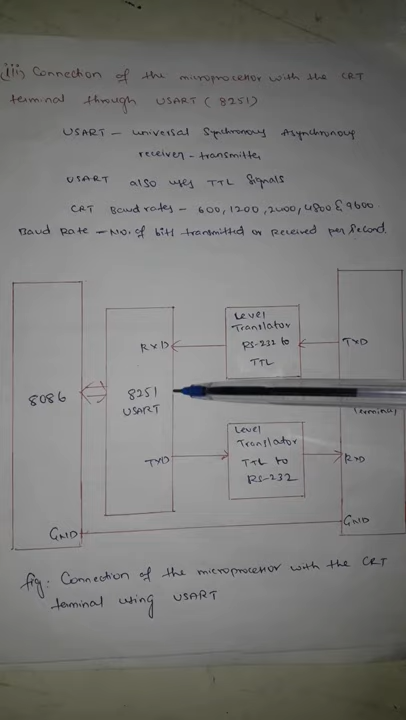 (iii) Connection of the microprocessor with the CRT
terminal through USART (8251)
USART - Universal Synchronous Asynchronous
receiver - transmitter
USART also uses TTL Signals
CRT Baud rates - 600, 1200, 2400, 4800 & 9600
Baud Rate - No. of bits transmitted or Received per Second.
8086
GND
RXD
8251
USART
TXD
Level
Translator
RS-232 to
TTL
Level
Translator
TTL to
RS-232
TXD
Terminal
RXD
GND
fig: Connection of the microprocessor with the CRT
terminal using USART